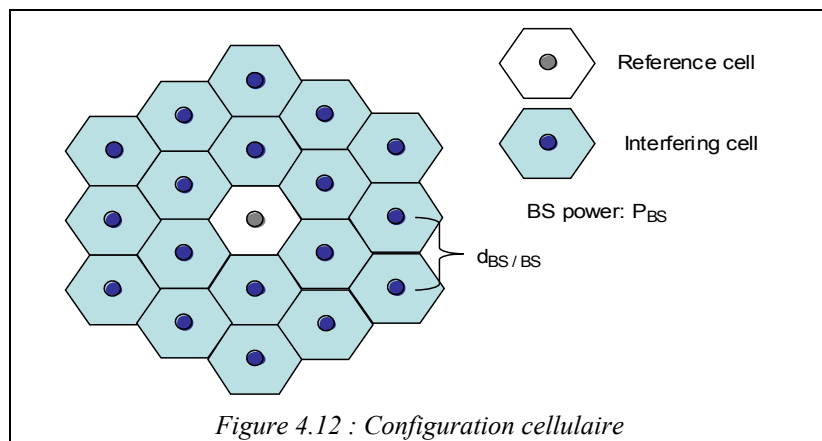 Reference cell
Interfering cell
BS power: PBS
dBS / BS
Figure 4.12 : Configuration cellulaire